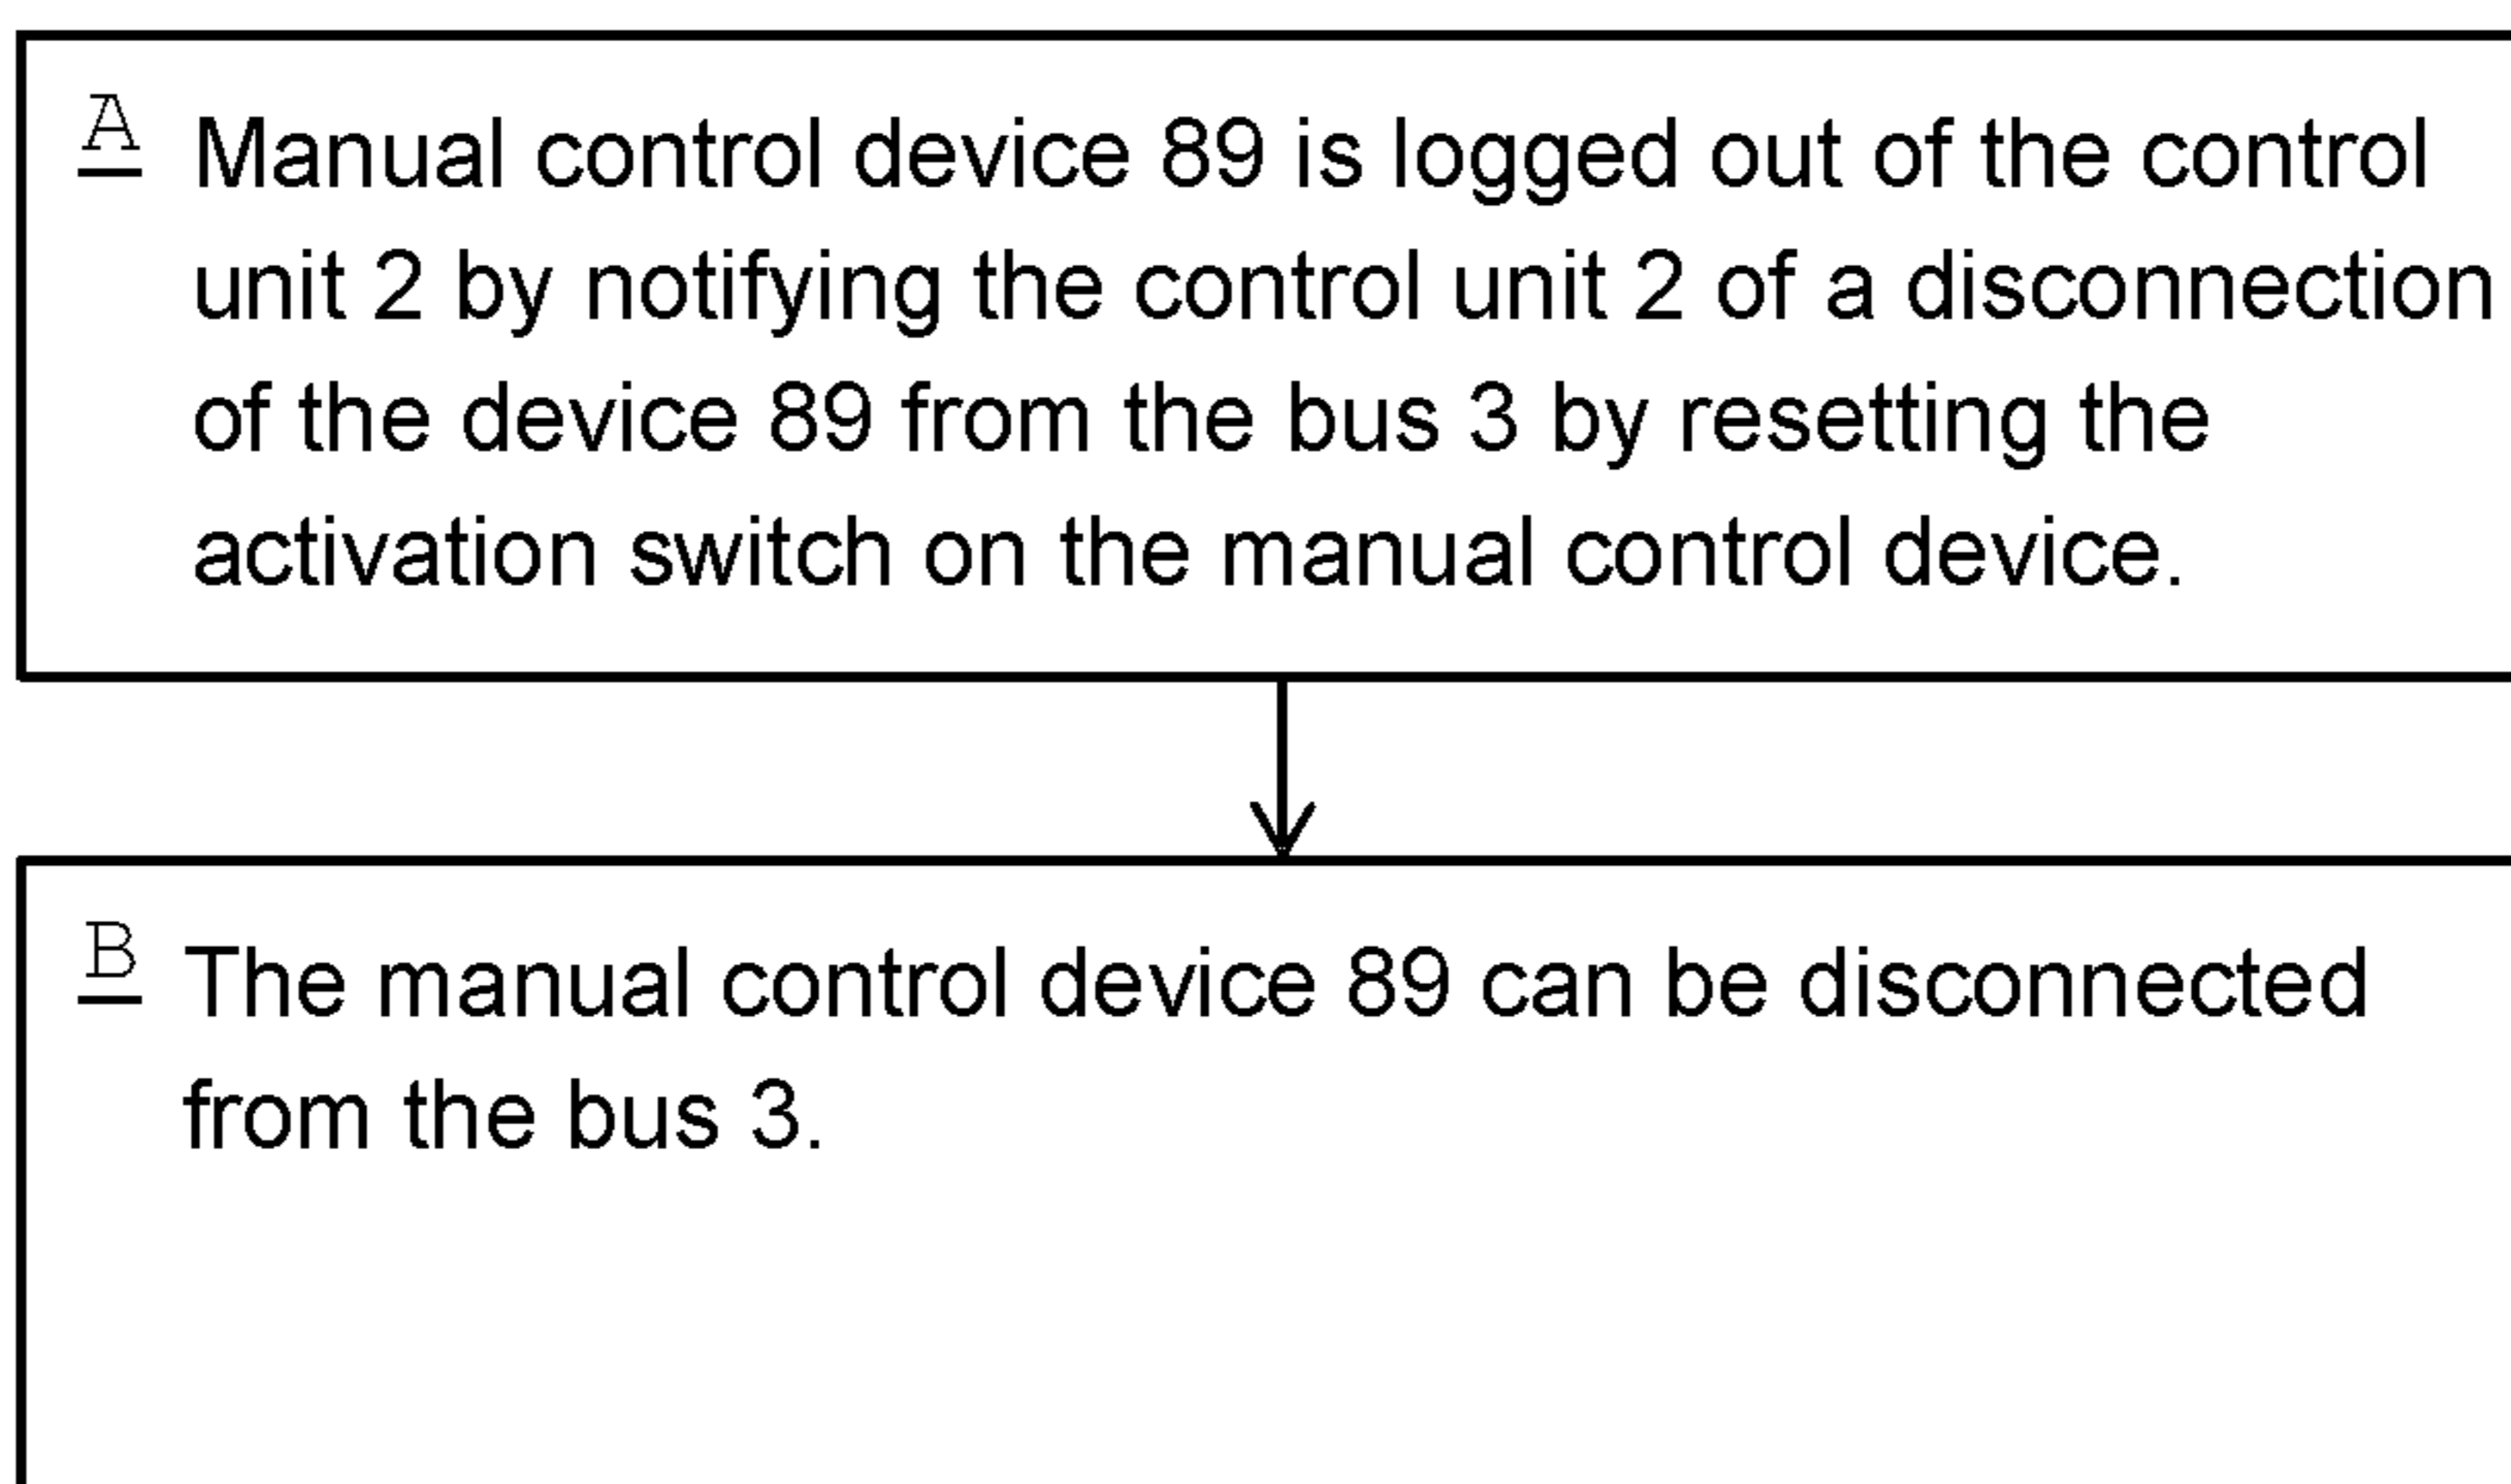 A Manual control device 89 is logged out of the control
unit 2 by notifying the control unit 2 of a disconnection
of the device 89 from the bus 3 by resetting the
activation switch on the manual control device.
B The manual control device 89 can be disconnected
from the bus 3.